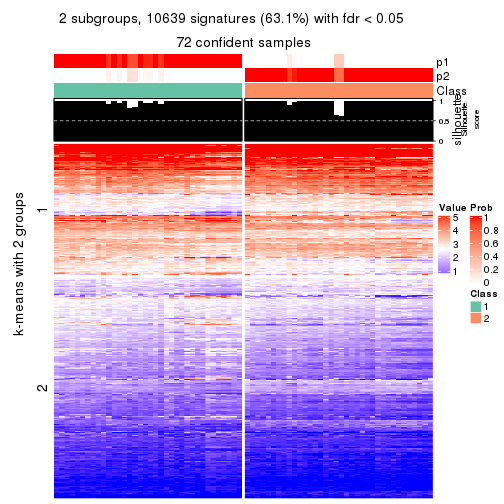 2 subgroups, 10639 signatures (63.1%) with fdr < 0.05
72 confident samples
p1
p2
Class
1
0.5
0
silhouette
Silhouette
score
k-means with 2 groups
1
2
Value
5
4
3
2
1
Prob
1
0.8
0.6
0.4
0.2
0
Class
1
2